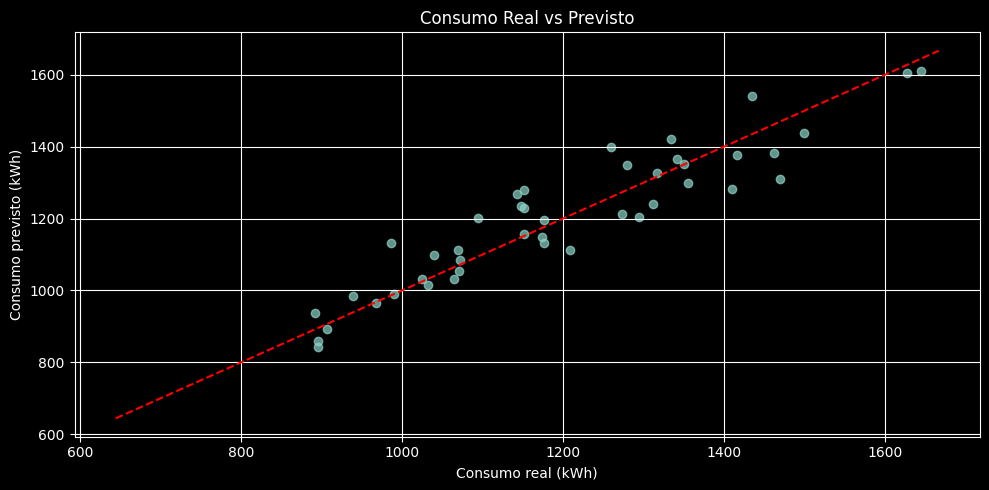 Consumo Real vs Previsto
Consumo previsto (kWh)
1600
1400
1200
1000
800
600
600 800 1000 1200 1400 1600
Consumo real (kWh)